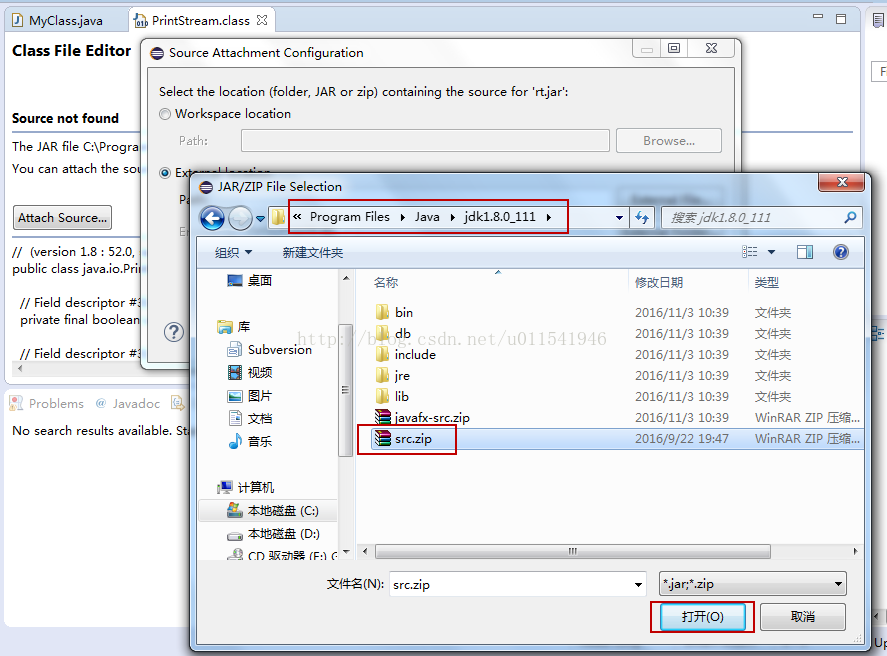 MyClass.java
PrintStream.class
Class File Editor
Source Attachment Configuration
Select the location (folder, JAR or zip) containing the source for 'rt.jar':
Workspace location
Path:
Browse...
Source not found
The JAR file C:\Progra
You can attach the sou
External location
JAR/ZIP File Selection
« Program Files Java jdk1.8.0_111
搜索 jdk1.8.0_111
Attach Source...
组织
新建文件夹
// (version 1.8 : 52.0,
public class java.io.Pri
// Field descriptor #3
private final boolean
// Field descriptor #3
桌面
库
Subversion
视频
图片
文档
音乐
计算机
本地磁盘 (C:)
本地磁盘 (D:)
CD 驱动器 (F:) G
名称 修改日期 类型
bin 2016/11/3 10:39 文件夹
db 2016/11/3 10:39 文件夹
http://blog.csdn.net/u011541946
include 2016/11/3 10:39 文件夹
jre 2016/11/3 10:39 文件夹
lib 2016/11/3 10:39 文件夹
javafx-src.zip 2016/11/3 10:39 WinRAR ZIP 压缩...
src.zip 2016/9/22 19:47 WinRAR ZIP 压缩...
Problems @ Javadoc
No search results available. Sta
文件名(N):
src.zip
*.jar;*.zip
打开(O)
取消